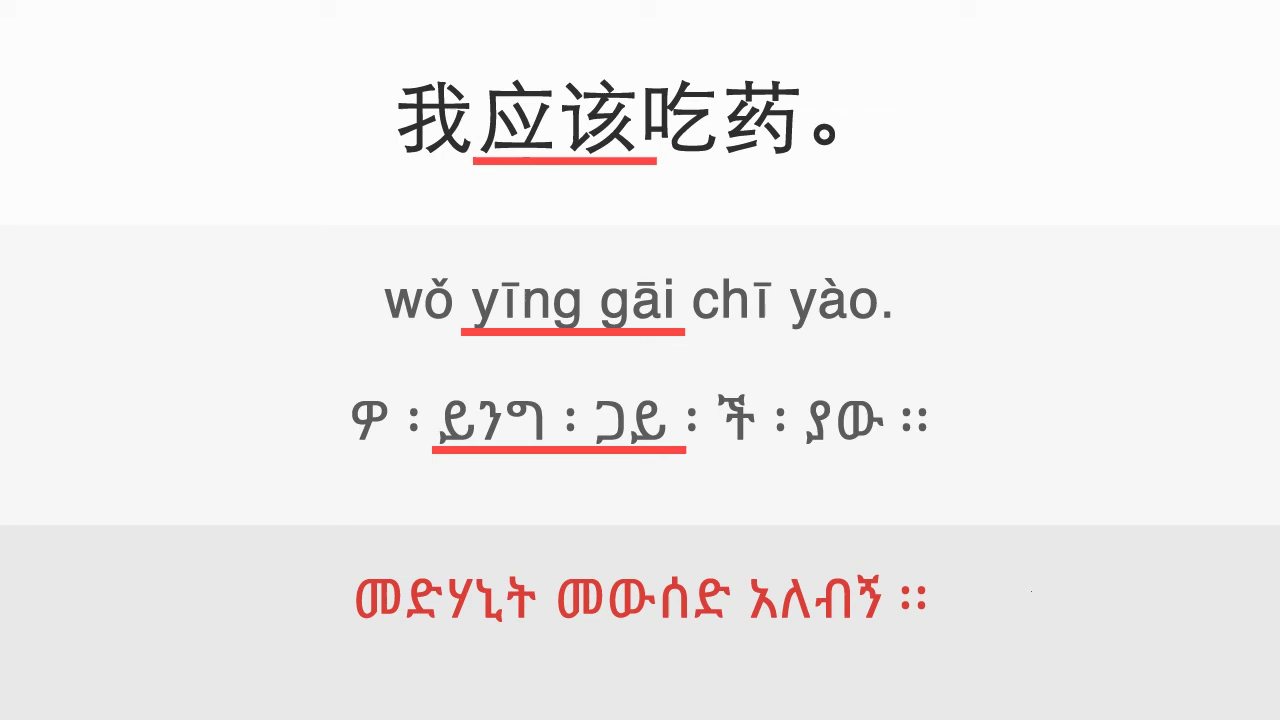 我应该吃药。
wǒ yīng gāi chī yào.
ዎ ፡ ይንግ ፡ ጋይ ፡ ች ፡ ያው ፡፡
መድሃኒት መውሰድ አለብኝ ፡፡